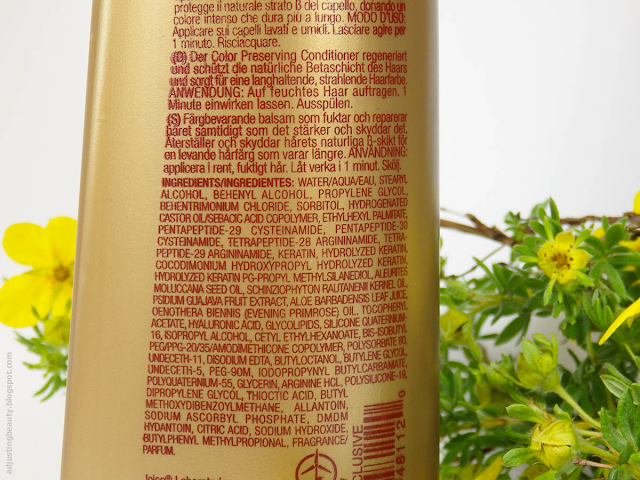 protegge il naturale strato B del capello, donando un
colore intenso che dura più a lungo. MODO D'USO:
Applicare sui capelli lavati e umidi. Lasciare agire per
1 minuto. Risciacquare.
(D) Der Color Preserving Conditioner regeneriert
und schützt die natürliche Betaschicht des Haars
und sorgt für eine langhaltende, strahlende Haarfarbe.
ANWENDUNG: Auf feuchtes Haar auftragen. 1
Minute einwirken lassen. Ausspülen.
(S) Färgbevarande balsam som fuktar och reparerar
håret samtidigt som det stärker och skyddar det.
Återställer och skyddar hårets naturliga B-skikt för
en levande hårfärg som varar längre. ANVÄNDNING:
applicera i rent, fuktigt hår. Låt verka i 1 minut. Skölj.
INGREDIENTS/INGREDIENTES: WATER/AQUA/EAU, STEARYL
ALCOHOL, BEHENYL ALCOHOL, PROPYLENE GLYCOL,
BEHENTRIMONIUM CHLORIDE, SORBITOL, HYDROGENATED
CASTOR OIL/SEBACIC ACID COPOLYMER, ETHYLHEXYL PALMITATE,
PENTAPEPTIDE-29 CYSTEINAMIDE, PENTAPEPTIDE-30
CYSTEINAMIDE, TETRAPEPTIDE-28 ARGININAMIDE, TETRA-
PEPTIDE-29 ARGININAMIDE, KERATIN, HYDROLYZED KERATIN,
COCODIMONIUM HYDROXYPROPYL HYDROLYZED KERATIN,
HYDROLYZED KERATIN PG-PROPYL METHYLSILANEDIOL, ALEURITES
MOLUCCANA SEED OIL, SCHINZIOPHYTON RAUTANENII KERNEL OIL,
PSIDIUM GUAJAVA FRUIT EXTRACT, ALOE BARBADENSIS LEAF JUICE,
OENOTHERA BIENNIS (EVENING PRIMROSE) OIL, TOCOPHERYL
ACETATE, HYALURONIC ACID, GLYCOLIPIDS, SILICONE QUATERNIUM-
16, ISOPROPYL ALCOHOL, CETYL ETHYLHEXANOATE, BIS-ISOBUTYL
PEG/PPG-20/35/AMODIMETHICONE COPOLYMER, POLYSORBATE 80,
UNDECETH-11, DISODIUM EDTA, BUTYLOCTANOL, BUTYLENE GLYCOL,
UNDECETH-5, PEG-90M, IODOPROPYNYL BUTYLCARBAMATE,
POLYQUATERNIUM-55, GLYCERIN, ARGININE HCL, POLYSILICONE-19,
DIPROPYLENE GLYCOL, THIOCTIC ACID, BUTYL
METHOXYDIBENZOYLMETHANE, ALLANTOIN,
SODIUM ASCORBYL PHOSPHATE, DMDM
HYDANTOIN, CITRIC ACID, SODIUM HYDROXIDE,
BUTYLPHENYL METHYLPROPIONAL, FRAGRANCE/
PARFUM.
48112 0
adjustingbeauty.blogspot.com